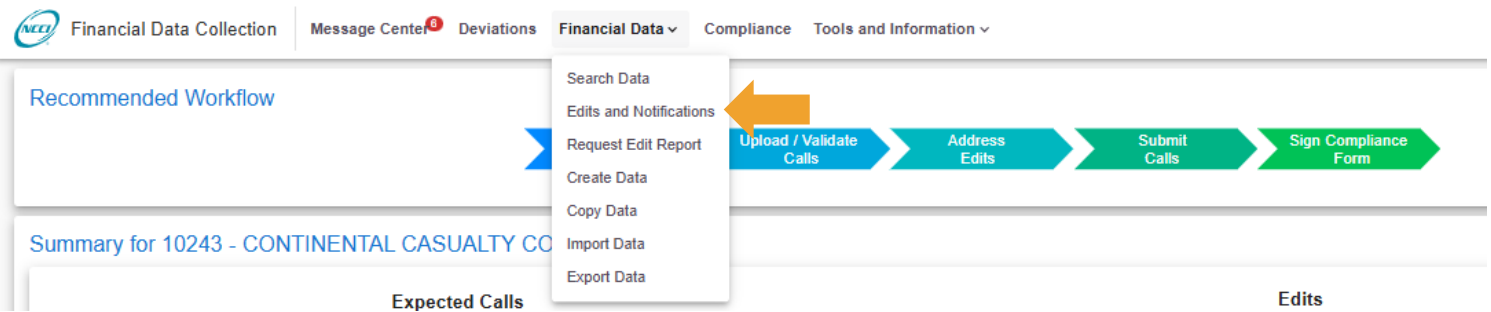 NCCI
Financial Data Collection
Message Center 6
Deviations
Financial Data
Compliance
Tools and Information
Search Data
Edits and Notifications
Request Edit Report
Create Data
Copy Data
Import Data
Export Data
Recommended Workflow
Upload / Validate
Calls
Address
Edits
Submit
Calls
Sign Compliance
Form
Summary for 10243 - CONTINENTAL CASUALTY CO
Expected Calls
Edits